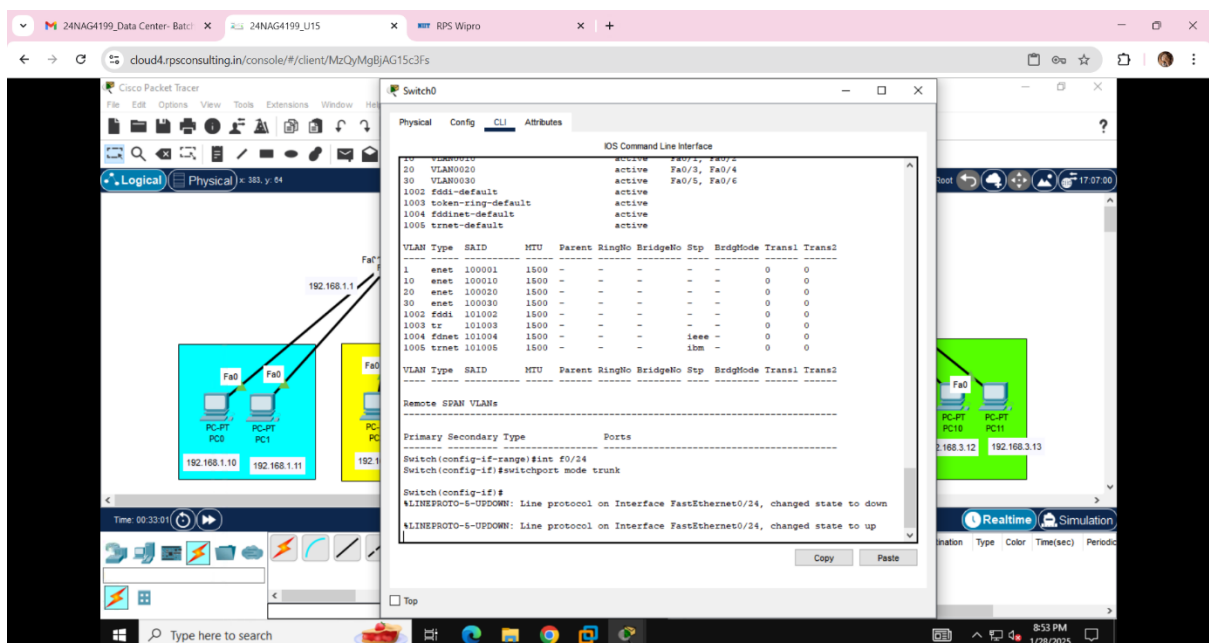 24NAG4199_Data Center- Batch
24NAG4199_U15
RPS Wipro
cloud4.rpsconsulting.in/console/#/client/MzQyMgBjAG15c3Fs
Cisco Packet Tracer
File Edit Options View Tools Extensions Window Hel
Logical Physical x: 383, y: 64
Root 17:07:00
Switch0
Physical Config CLI Attributes
IOS Command Line Interface
10 VLAN0010 active Fa0/1, Fa0/2
20 VLAN0020 active Fa0/3, Fa0/4
30 VLAN0030 active Fa0/5, Fa0/6
1002 fddi-default active
1003 token-ring-default active
1004 fddinet-default active
1005 trnet-default active
VLAN Type SAID MTU Parent RingNo BridgeNo Stp BrdgMode Trans1 Trans2
---- ----- ---------- ----- ------ ------ -------- ---- -------- ------ ------
1 enet 100001 1500 - - - - - 0 0
10 enet 100010 1500 - - - - - 0 0
20 enet 100020 1500 - - - - - 0 0
30 enet 100030 1500 - - - - - 0 0
1002 fddi 101002 1500 - - - - - 0 0
1003 tr 101003 1500 - - - - - 0 0
1004 fdnet 101004 1500 - - - ieee - 0 0
1005 trnet 101005 1500 - - - ibm - 0 0
VLAN Type SAID MTU Parent RingNo BridgeNo Stp BrdgMode Trans1 Trans2
---- ----- ---------- ----- ------ ------ -------- ---- -------- ------ ------
Remote SPAN VLANs
------------------------------------------------------------------------------
Primary Secondary Type Ports
------- --------- ----------------- ------------------------------------------
Switch(config-if-range)#int f0/24
Switch(config-if)#switchport mode trunk
Switch(config-if)#
%LINEPROTO-5-UPDOWN: Line protocol on Interface FastEthernet0/24, changed state to down
%LINEPROTO-5-UPDOWN: Line protocol on Interface FastEthernet0/24, changed state to up
Copy Paste
Top
192.168.1.1
Fa0 Fa0
PC-PT
PC0
PC-PT
PC1
192.168.1.10 192.168.1.11
Fa0
PC-PT
PC10
PC-PT
PC11
2.168.3.12 192.168.3.13
Time: 00:33:01
Realtime Simulation
Type Color Time(sec) Periodic
Type here to search
8:53 PM
1/28/2025